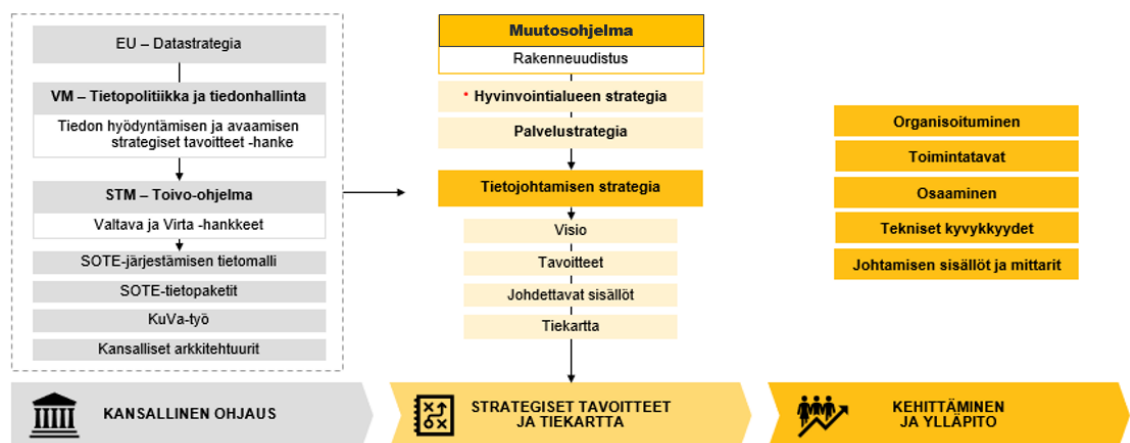 EU – Datastrategia
VM – Tietopolitiikka ja tiedonhallinta
Tiedon hyödyntämisen ja avaamisen
strategiset tavoitteet -hanke
STM – Toivo-ohjelma
Valtava ja Virta -hankkeet
SOTE-järjestämisen tietomalli
SOTE-tietopaketit
KuVa-työ
Kansalliset arkkitehtuurit
Muutosohjelma
Rakenneuudistus
* Hyvinvointialueen strategia
Palvelustrategia
Tietojohtamisen strategia
Visio
Tavoitteet
Johdettavat sisällöt
Tiekartta
Organisoituminen
Toimintatavat
Osaaminen
Tekniset kyvykkyydet
Johtamisen sisällöt ja mittarit
KANSALLINEN OHJAUS
STRATEGISET TAVOITTEET
JA TIEKARTTA
KEHITTÄMINEN
JA YLLÄPITO